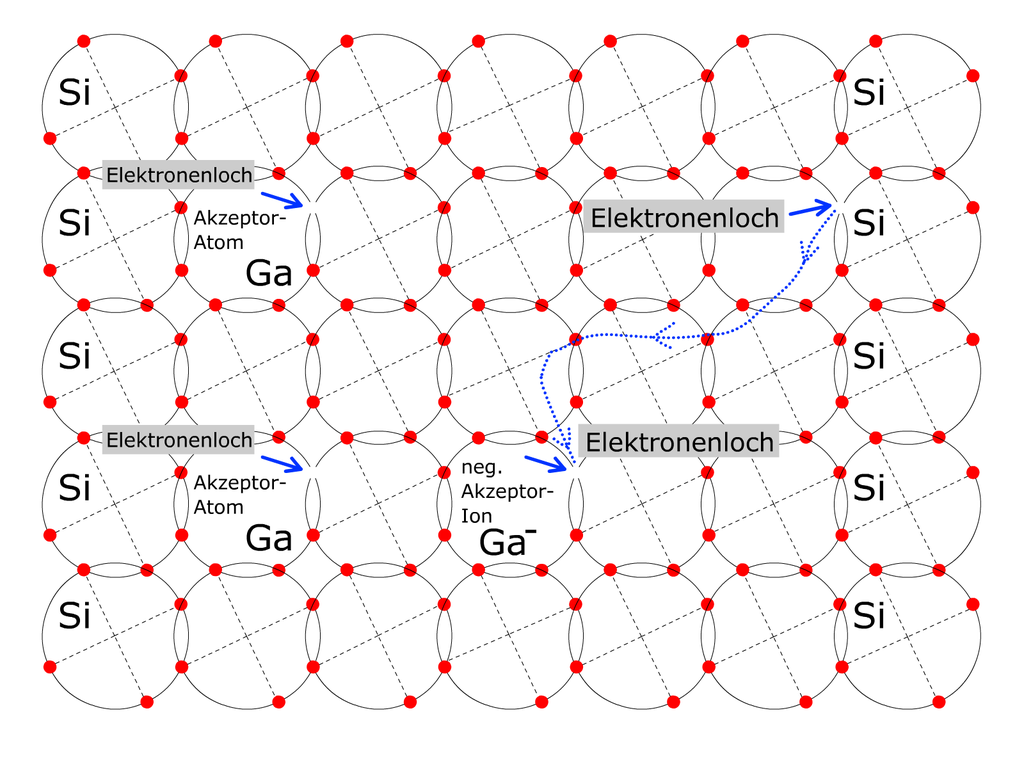 Si
Si
Elektronenloch
Elektronenloch
Si
Akzeptor-
Atom
Si
Ga
Si
Si
Elektronenloch
Elektronenloch
Si
Akzeptor-
Atom
neg.
Akzeptor-
Ion
Si
Ga
Ga-
Si
Si